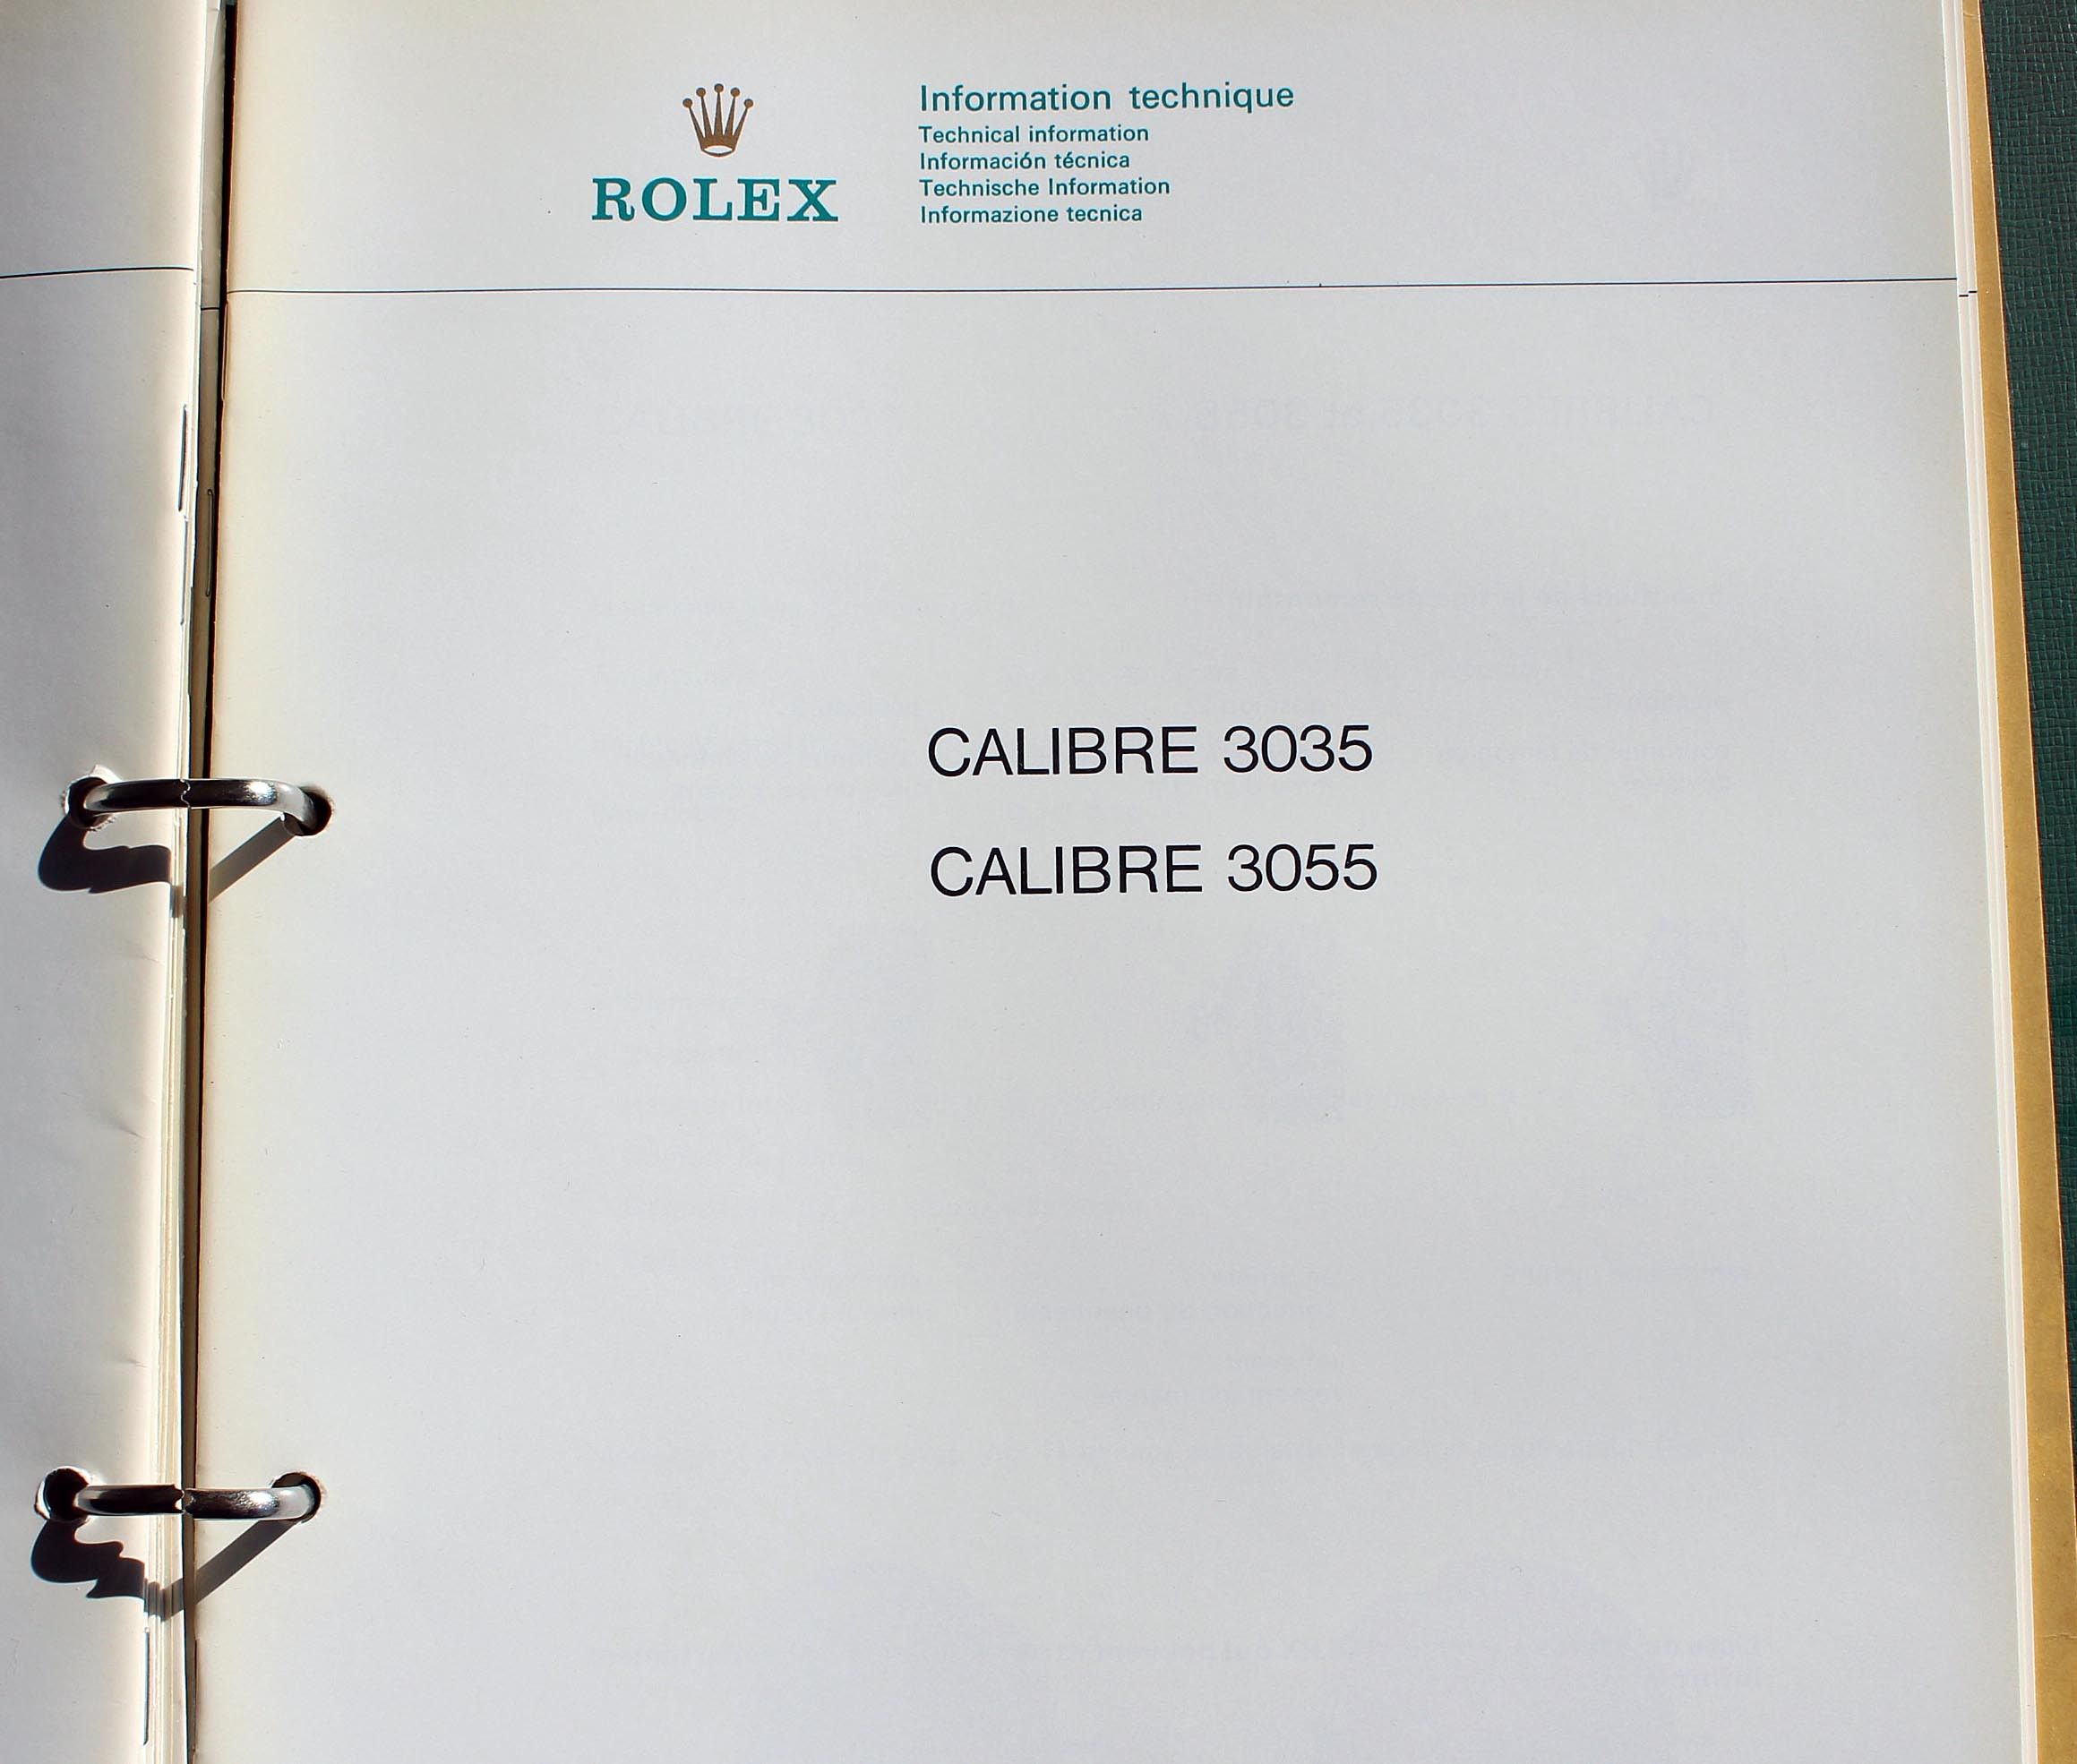 ROLEX
Information technique
Technical information
Información técnica
Technische Information
Informazione tecnica
CALIBRE 3035
CALIBRE 3055